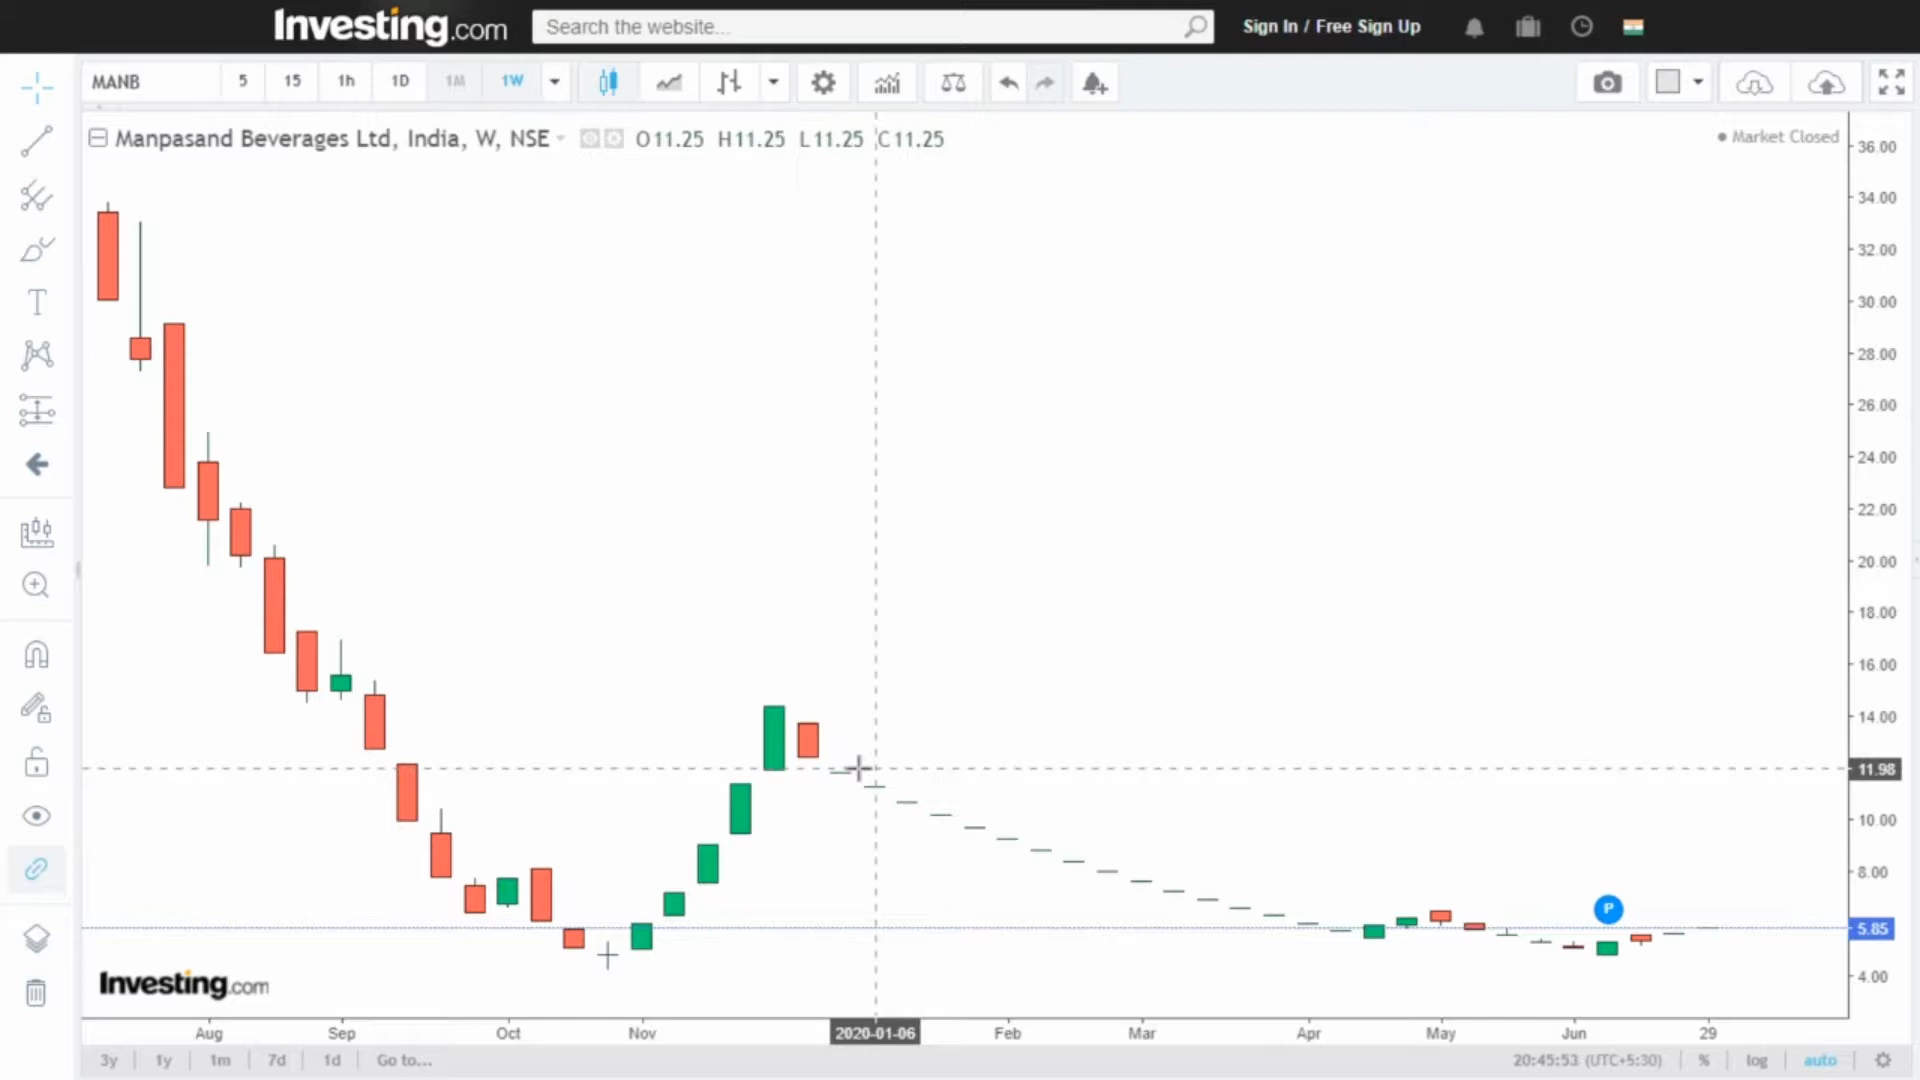 Investing.com
Search the website...
Sign In / Free Sign Up
MANB 5 15 1h 1D 1M 1W
Manpasand Beverages Ltd, India, W, NSE O11.25 H11.25 L11.25 C11.25
Market Closed
36.00
34.00
32.00
30.00
28.00
26.00
24.00
22.00
20.00
18.00
16.00
14.00
11.98
10.00
8.00
P
5.85
4.00
Investing.com
Aug Sep Oct Nov 2020-01-06 Feb Mar Apr May Jun 29
3y 1y 1m 7d 1d Go to... 20:45:53 (UTC+5:30) % log auto